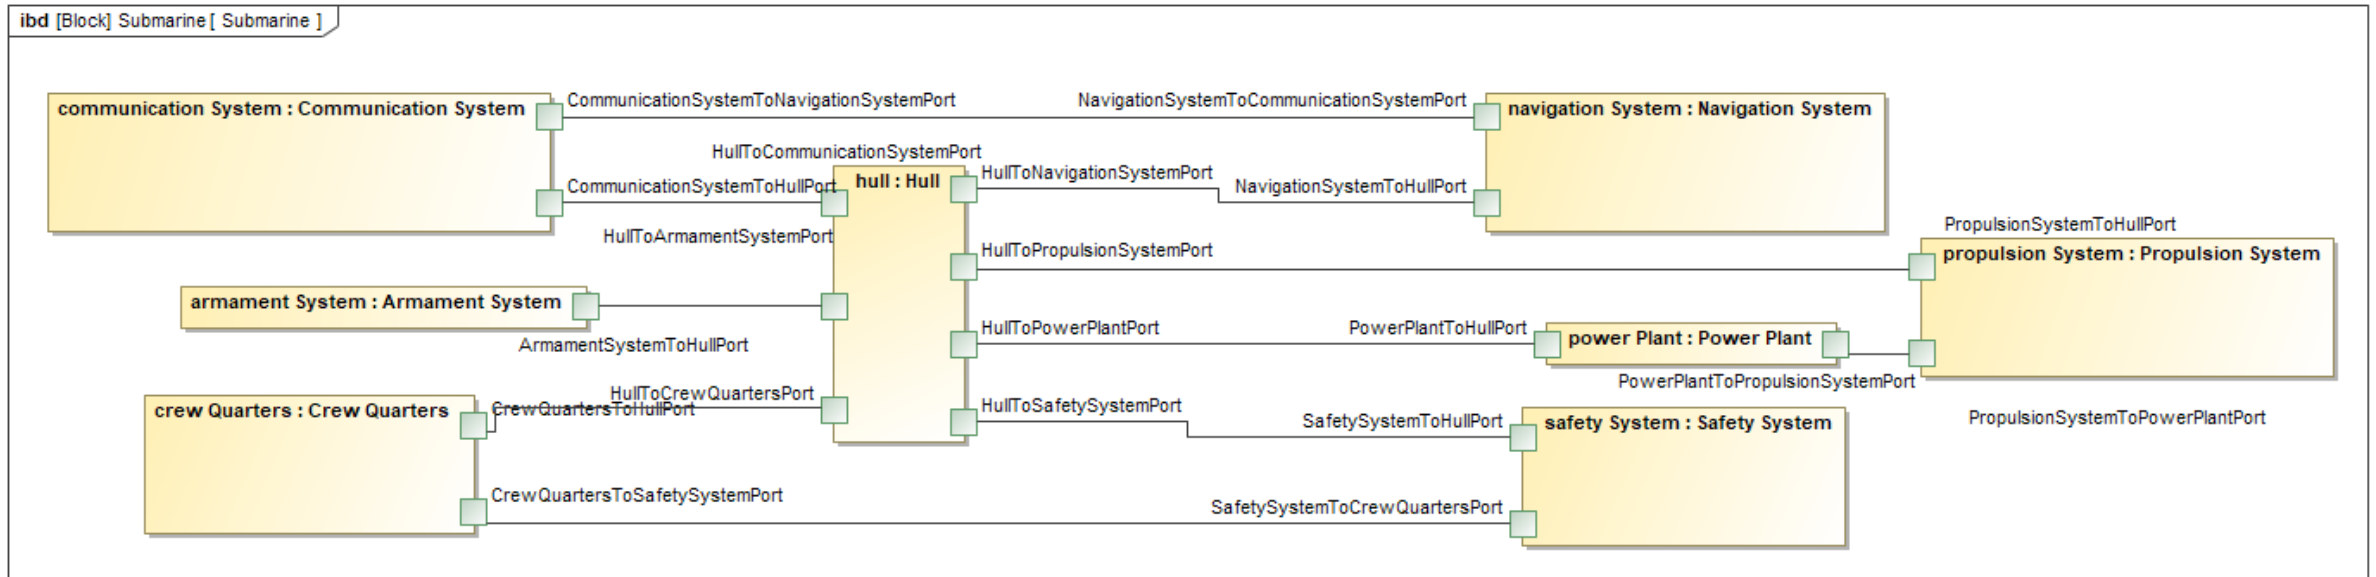 ibd [Block] Submarine [ Submarine ]
communication System : Communication System
CommunicationSystemToNavigationSystemPort
NavigationSystemToCommunicationSystemPort
navigation System : Navigation System
HullToCommunicationSystemPort
CommunicationSystemToHullPort
hull : Hull
HullToNavigationSystemPort
NavigationSystemToHullPort
HullToArmamentSystemPort
HullToPropulsionSystemPort
PropulsionSystemToHullPort
propulsion System : Propulsion System
armament System : Armament System
ArmamentSystemToHullPort
HullToPowerPlantPort
PowerPlantToHullPort
power Plant : Power Plant
PowerPlantToPropulsionSystemPort
PropulsionSystemToPowerPlantPort
crew Quarters : Crew Quarters
HullToCrewQuartersPort
CrewQuartersToHullPort
HullToSafetySystemPort
SafetySystemToHullPort
safety System : Safety System
CrewQuartersToSafetySystemPort
SafetySystemToCrewQuartersPort